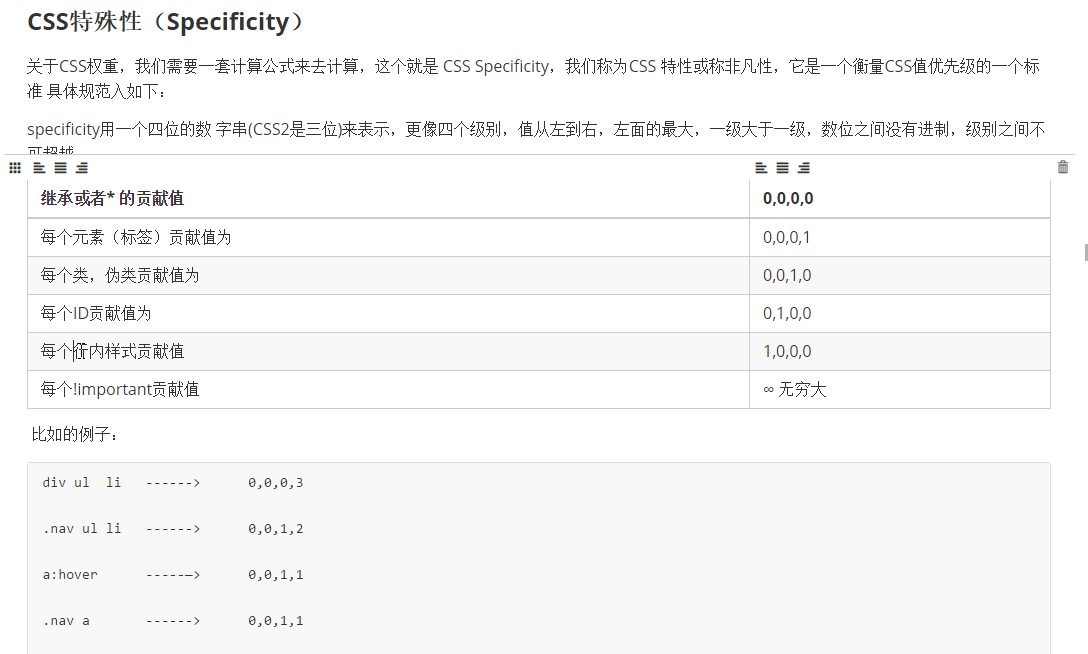 CSS特殊性（Specificity）
关于CSS权重，我们需要一套计算公式来去计算，这个就是 CSS Specificity，我们称为CSS 特性或称非凡性，它是一个衡量CSS值优先级的一个标
准 具体规范入如下：
specificity用一个四位的数 字串(CSS2是三位)来表示，更像四个级别，值从左到右，左面的最大，一级大于一级，数位之间没有进制，级别之间不
可超越
继承或者* 的贡献值 0,0,0,0
每个元素（标签）贡献值为 0,0,0,1
每个类，伪类贡献值为 0,0,1,0
每个ID贡献值为 0,1,0,0
每个行内样式贡献值 1,0,0,0
每个!important贡献值 ∞ 无穷大
比如的例子：
div ul  li   ------>      0,0,0,3
.nav ul li   ------>      0,0,1,2
a:hover      -----—>      0,0,1,1
.nav a       ------>      0,0,1,1